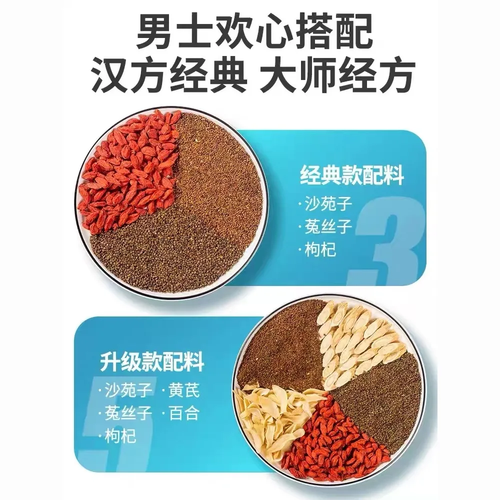 男士欢心搭配
汉方经典 大师经方
经典款配料
·沙苑子
·菟丝子
·枸杞
3
升级款配料
·沙苑子 ·黄芪
·菟丝子 ·百合
·枸杞
5